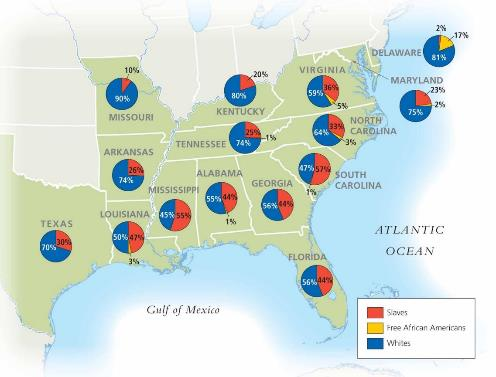 2%
17%
DELAWARE
81%
10%
90%
MISSOURI
20%
80%
KENTUCKY
VIRGINIA
36%
59%
5%
MARYLAND
23%
2%
75%
25%
1%
TENNESSEE
74%
33%
64%
3%
NORTH
CAROLINA
ARKANSAS
26%
74%
MISSISSIPPI
45%
55%
ALABAMA
55%
44%
1%
GEORGIA
56%
44%
47%
57%
1%
SOUTH
CAROLINA
TEXAS
30%
70%
LOUISIANA
50%
47%
3%
FLORIDA
56%
44%
ATLANTIC
OCEAN
Gulf of Mexico
Slaves
Free African Americans
Whites